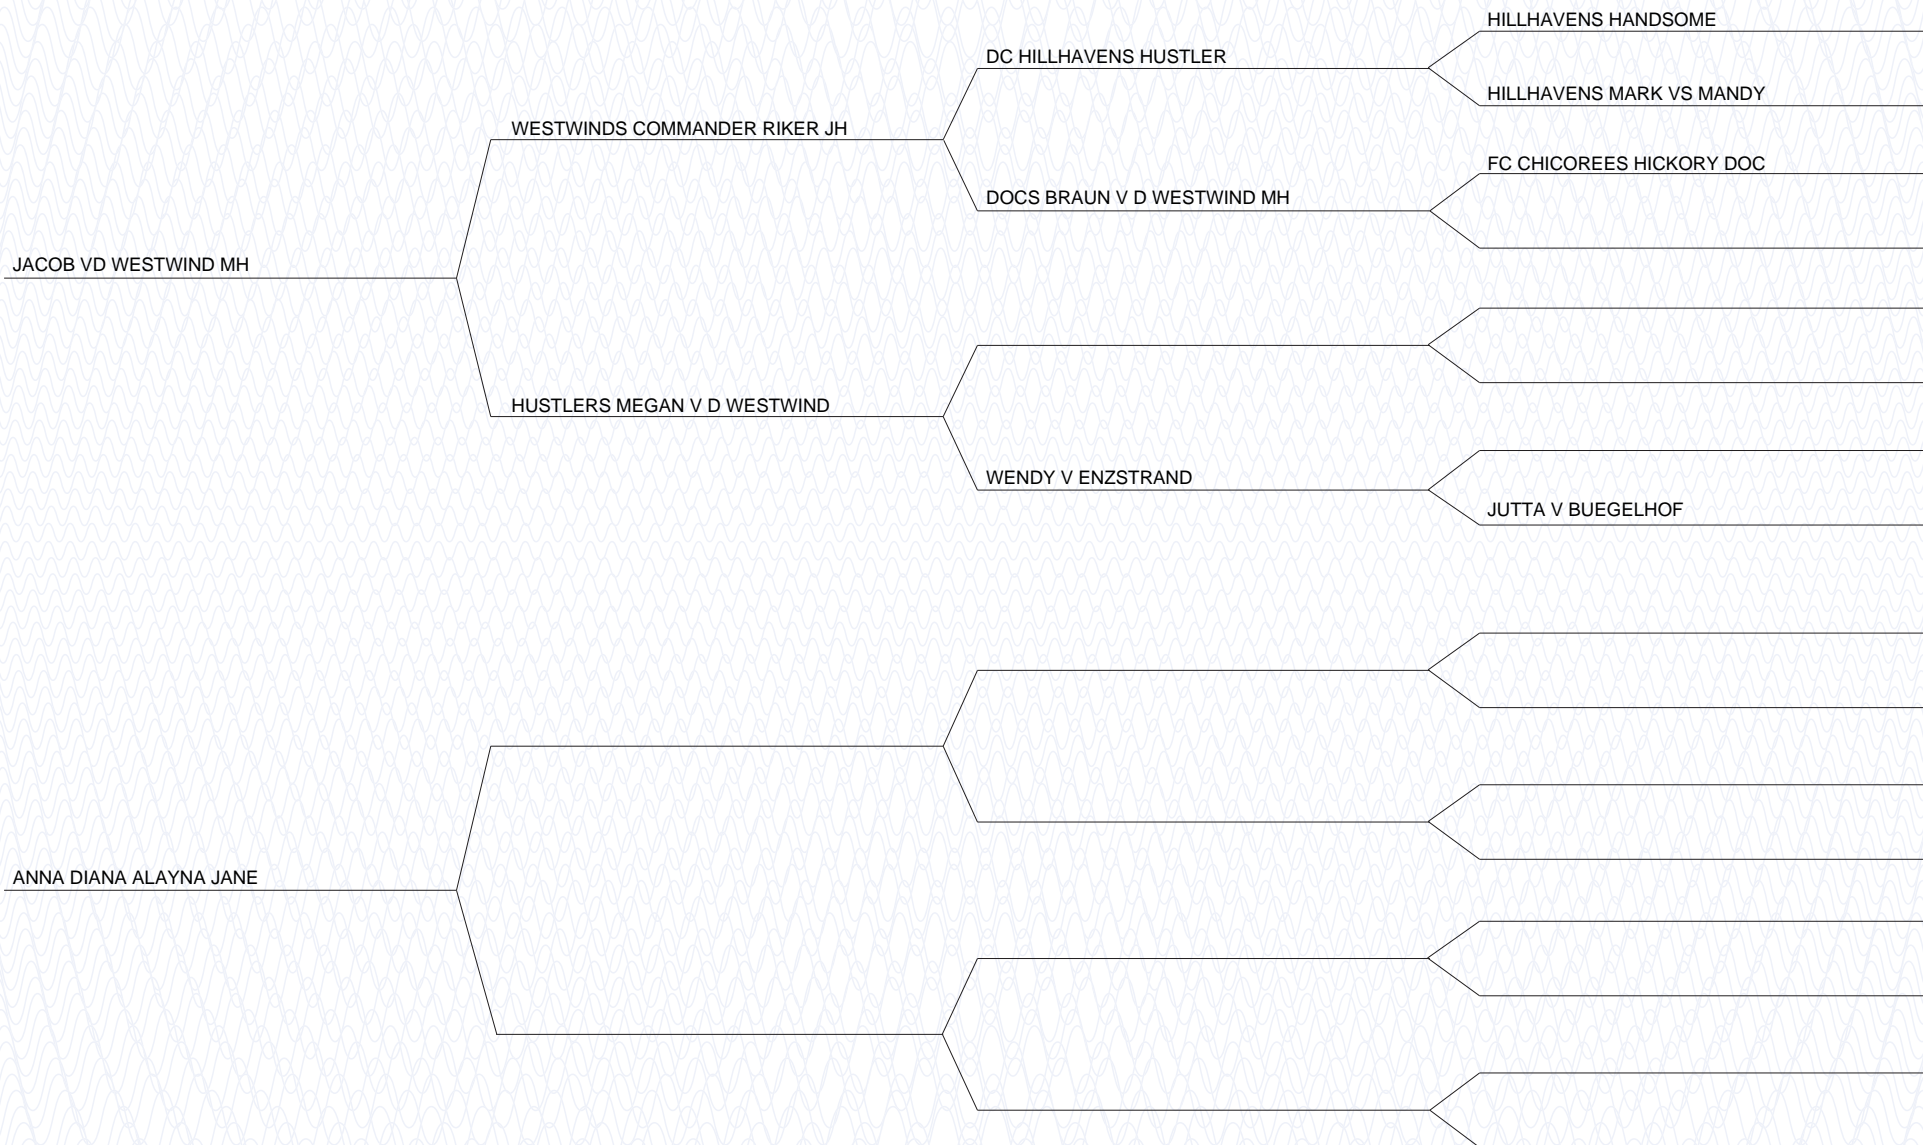 HILLHAVENS HANDSOME
DC HILLHAVENS HUSTLER
HILLHAVENS MARK VS MANDY
WESTWINDS COMMANDER RIKER JH
FC CHICOREES HICKORY DOC
DOCS BRAUN V D WESTWIND MH
JACOB VD WESTWIND MH
HUSTLERS MEGAN V D WESTWIND
WENDY V ENZSTRAND
JUTTA V BUEGELHOF
ANNA DIANA ALAYNA JANE